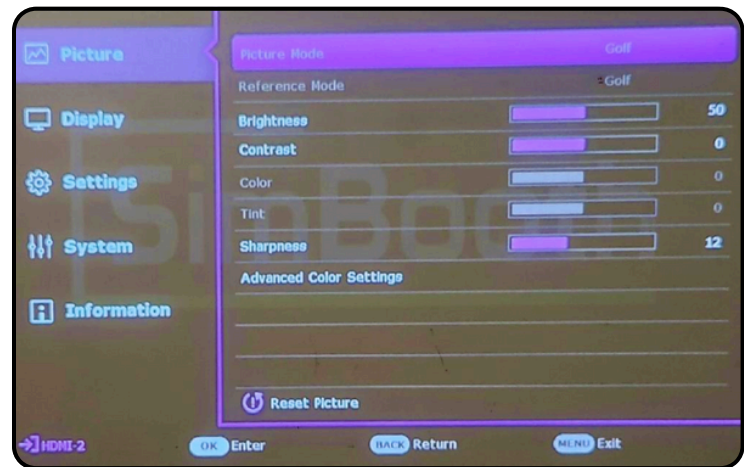 Picture
Display
Settings
System
Information
Picture Mode Golf
Reference Mode Golf
Brightness 50
Contrast 0
Color 0
Tint 0
Sharpness 12
Advanced Color Settings
Reset Picture
SimBooth
HDMI-2 OK Enter BACK Return MENU Exit